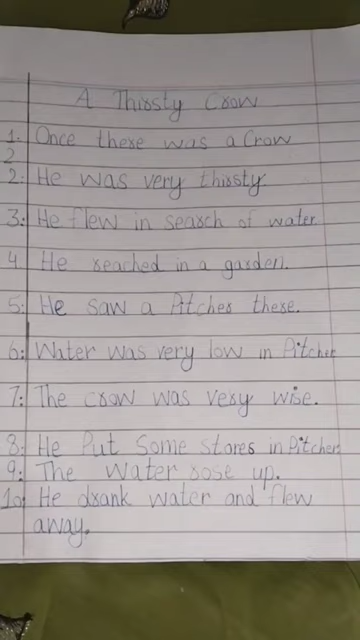 A Thirsty Crow
1. Once there was a Crow
2
2: He was very thirsty.
3: He flew in search of water
4 He reached in a garden.
5: He saw a Pitcher there.
6: Water was very low in Pitcher
7: The crow was very wise.
8: He Put Some stones in Pitcher
9: The Water rose up.
10 He drank water and flew
away.